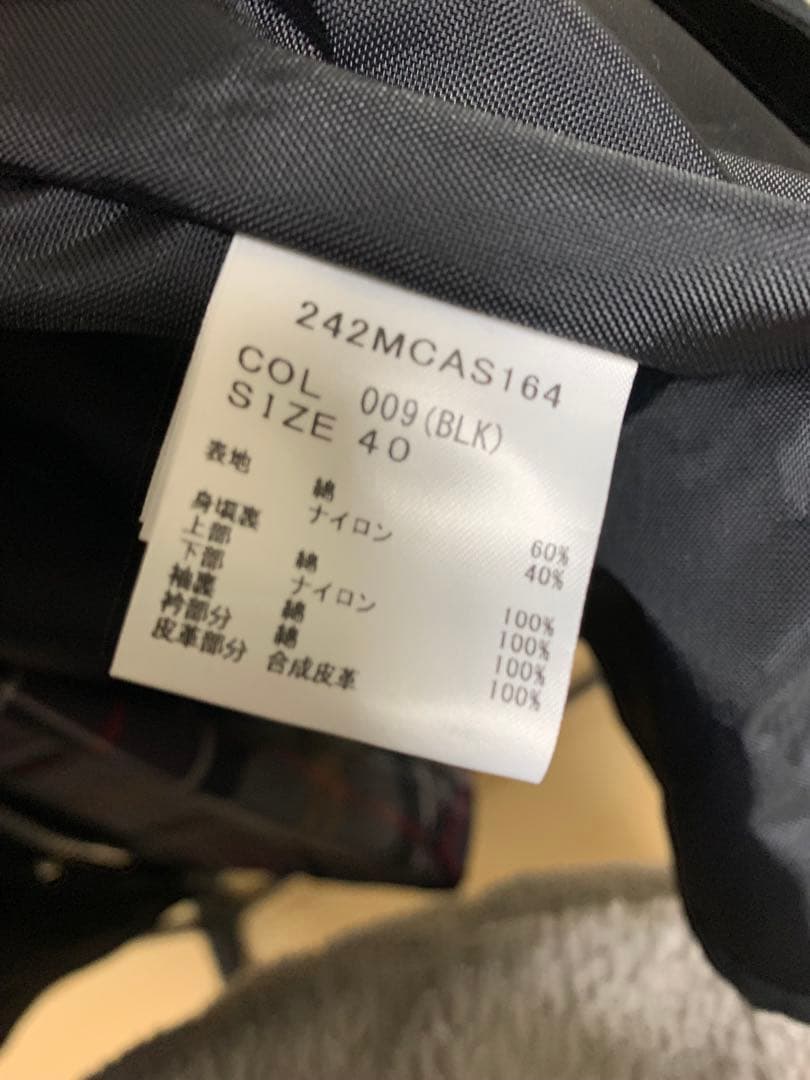 242MCAS164
COL 009(BLK)
SIZE 40
表地 綿 60%
ナイロン 40%
身頃裏
上部 綿 100%
下部 ナイロン 100%
袖裏 綿 100%
衿部分 綿 100%
皮革部分 合成皮革